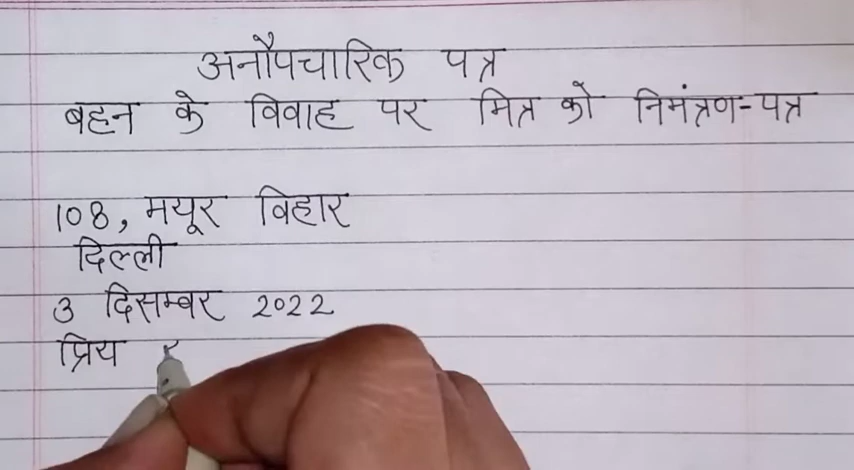 अनौपचारिक पत्र
बहन के विवाह पर मित्र को निमंत्रण-पत्र
108, मयूर विहार
दिल्ली
3 दिसम्बर 2022
प्रिय